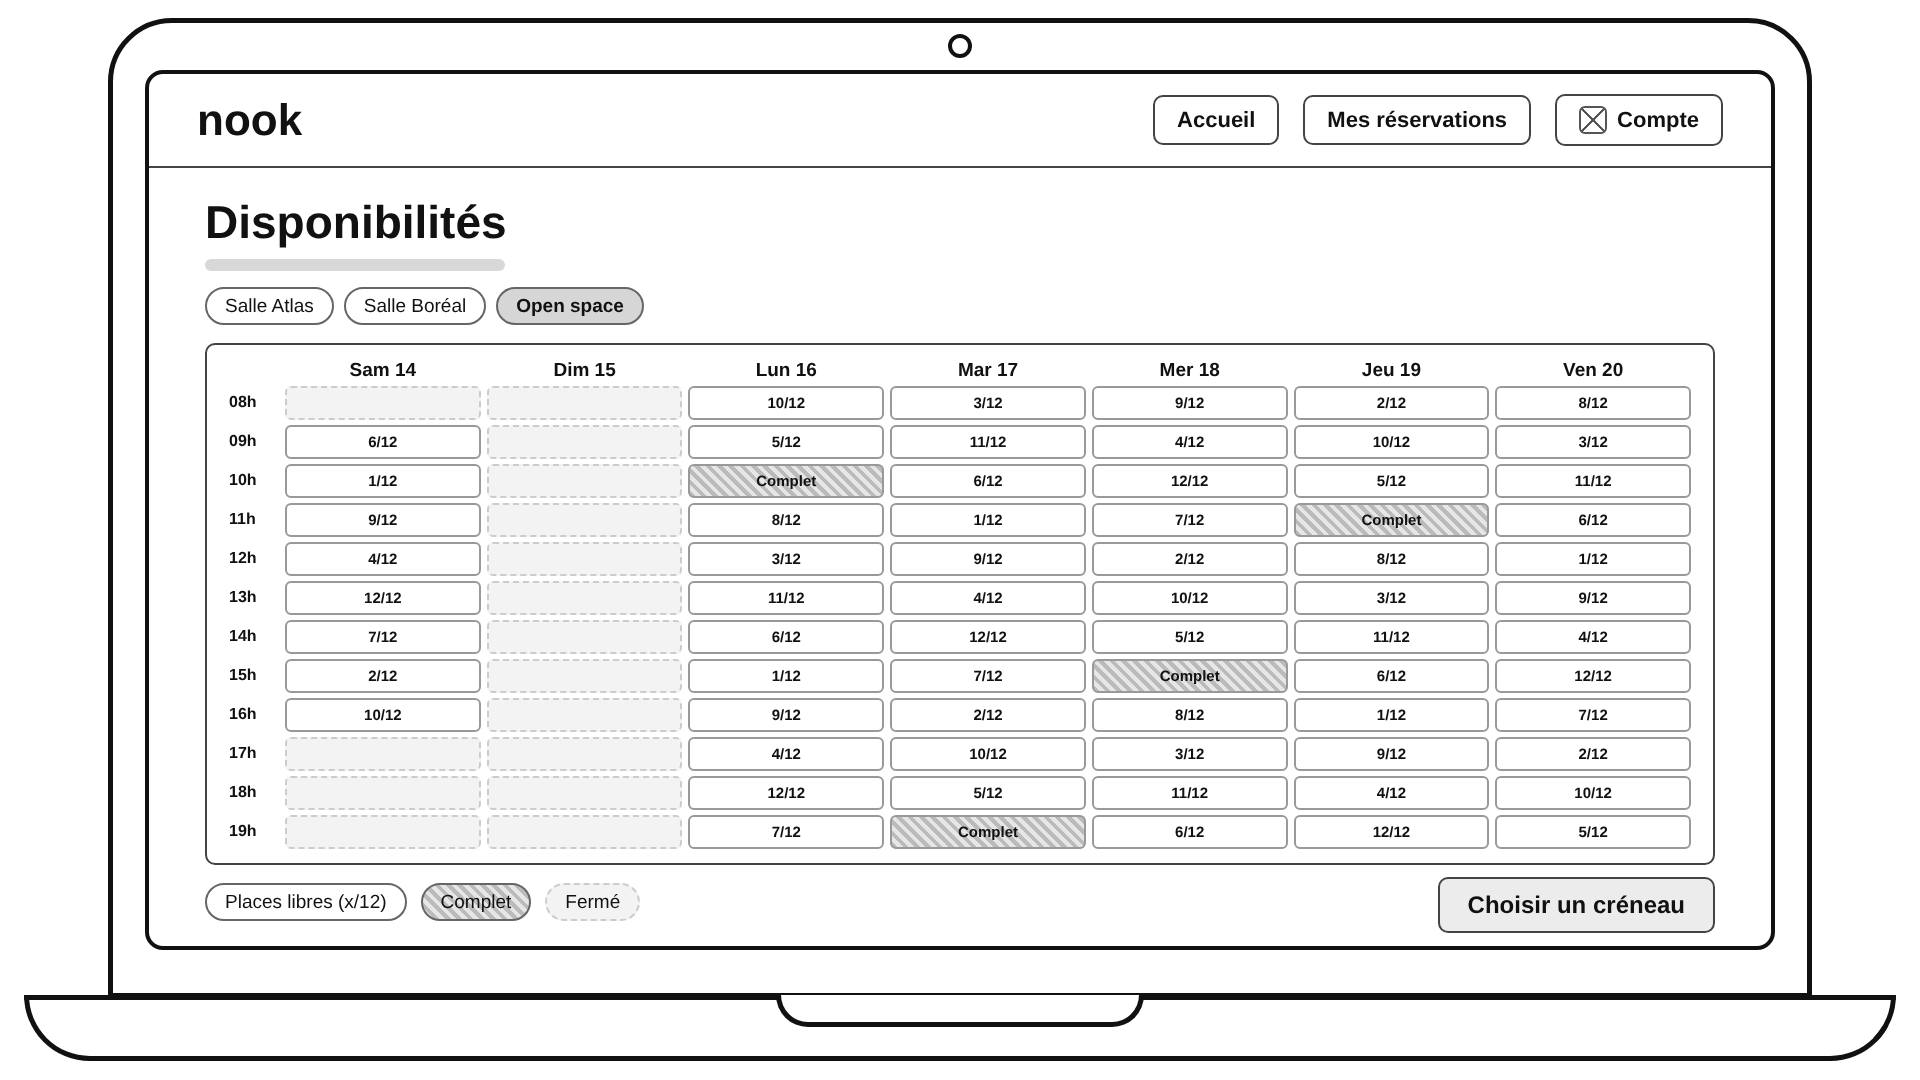 nook
Accueil
Mes réservations
Compte
Disponibilités
Salle Atlas
Salle Boréal
Open space
Sam 14 Dim 15 Lun 16 Mar 17 Mer 18 Jeu 19 Ven 20
08h 10/12 3/12 9/12 2/12 8/12
09h 6/12 5/12 11/12 4/12 10/12 3/12
10h 1/12 Complet 6/12 12/12 5/12 11/12
11h 9/12 8/12 1/12 7/12 Complet 6/12
12h 4/12 3/12 9/12 2/12 8/12 1/12
13h 12/12 11/12 4/12 10/12 3/12 9/12
14h 7/12 6/12 12/12 5/12 11/12 4/12
15h 2/12 1/12 7/12 Complet 6/12 12/12
16h 10/12 9/12 2/12 8/12 1/12 7/12
17h 4/12 10/12 3/12 9/12 2/12
18h 12/12 5/12 11/12 4/12 10/12
19h 7/12 Complet 6/12 12/12 5/12
Places libres (x/12)
Complet
Fermé
Choisir un créneau